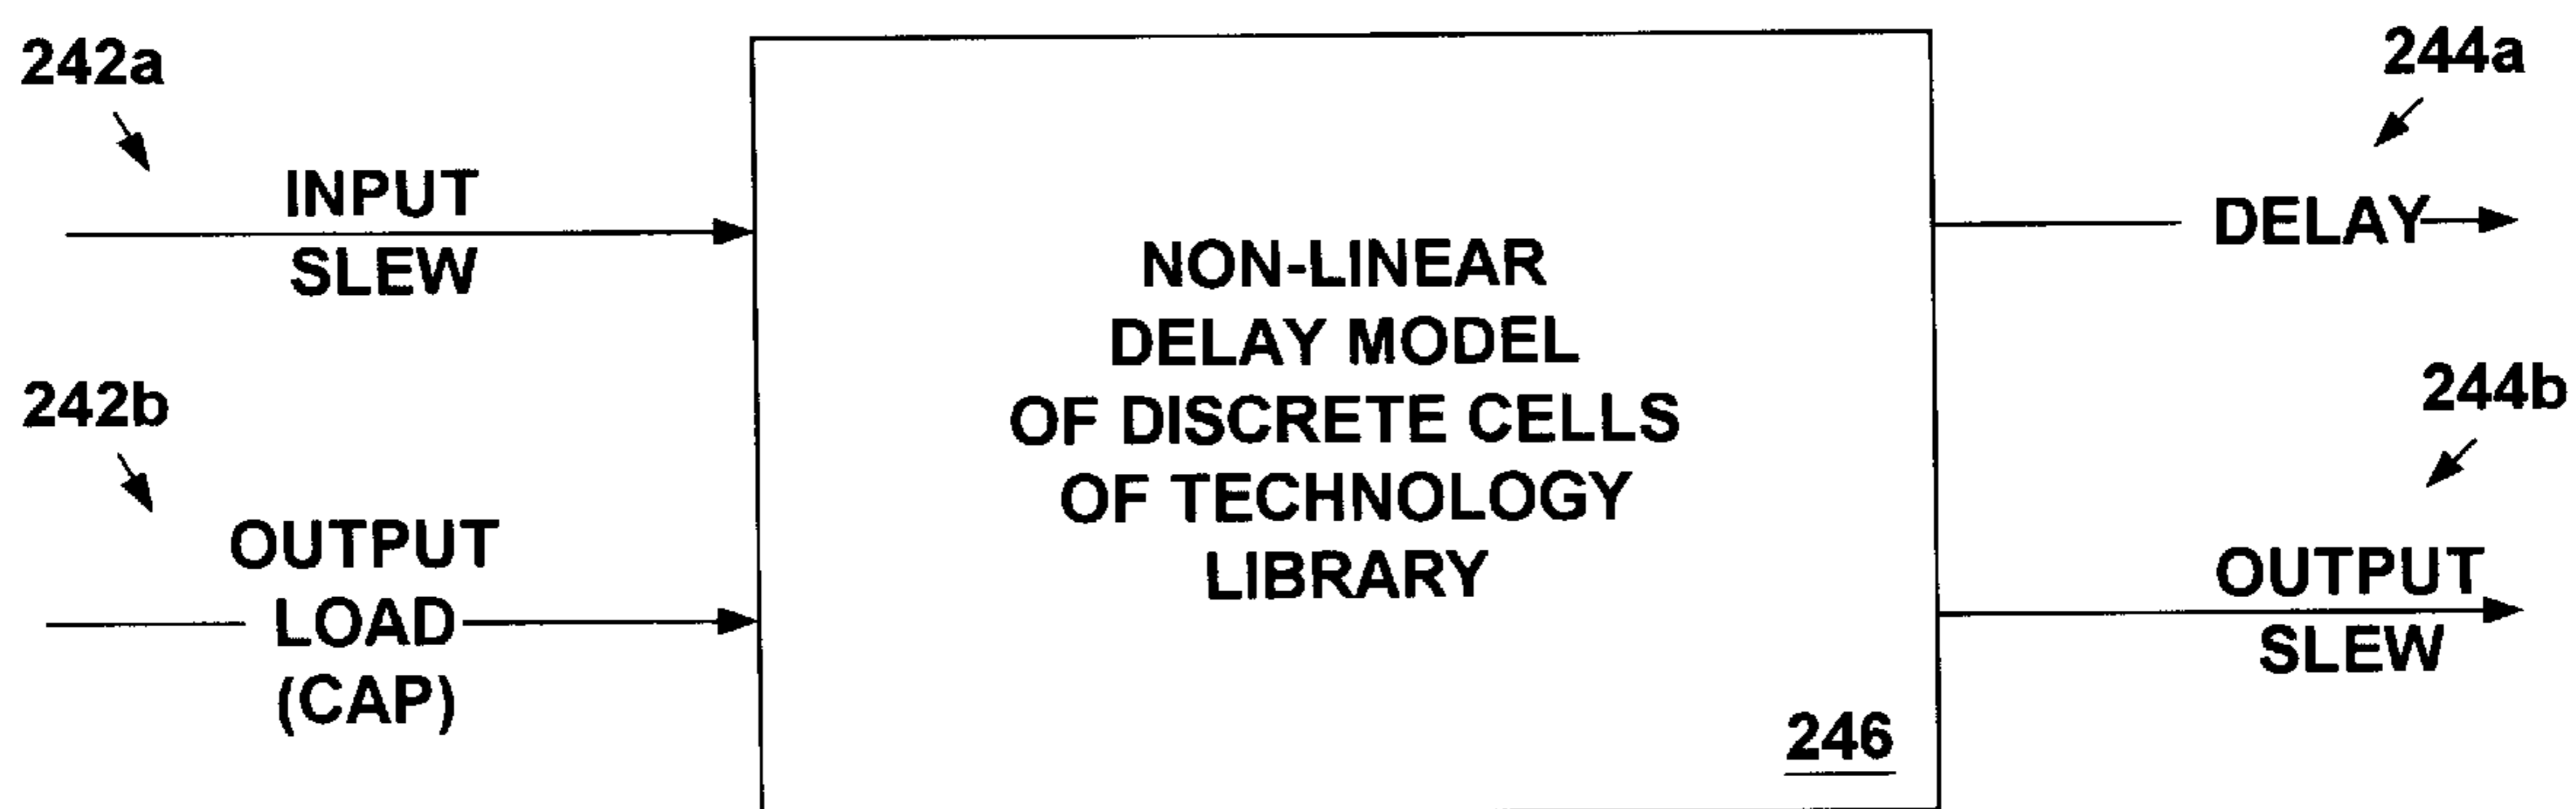 242a
INPUT
SLEW
242b
OUTPUT
LOAD
(CAP)
NON-LINEAR
DELAY MODEL
OF DISCRETE CELLS
OF TECHNOLOGY
LIBRARY
246
244a
DELAY
244b
OUTPUT
SLEW